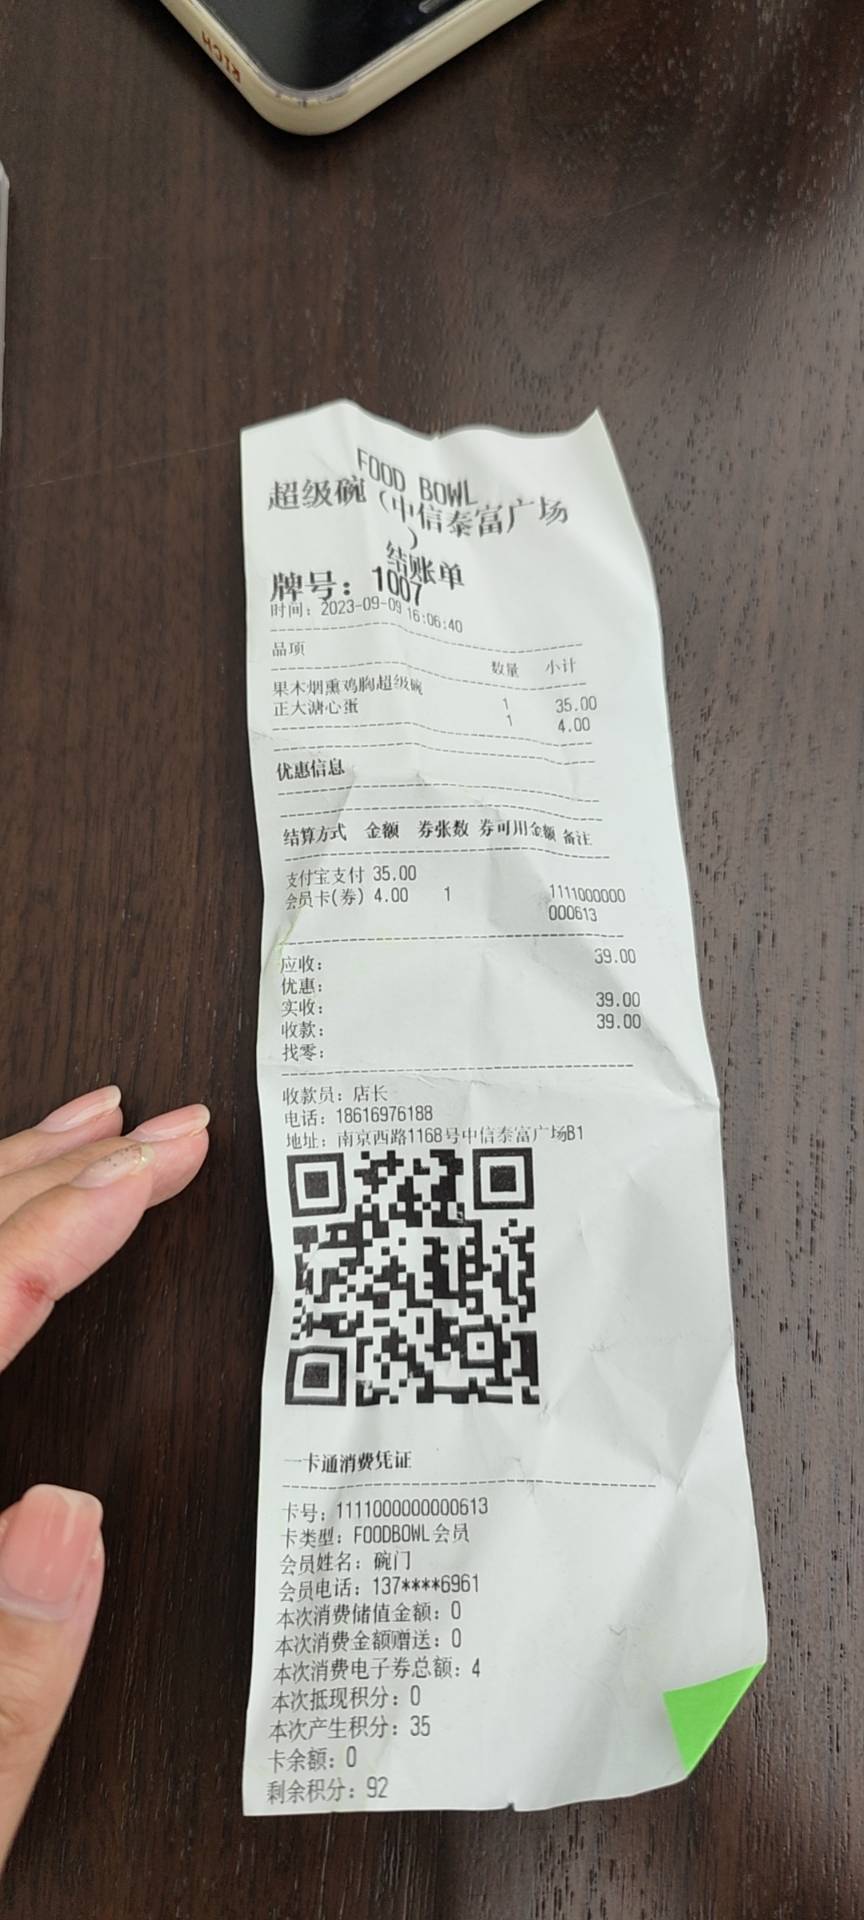 RICH
FOOD BOWL
超级碗（中信泰富广场
）
结账单
牌号：1007
时间：2023-09-09 16:06:40
品项 数量 小计
果木烟熏鸡胸超级碗 1 35.00
正大溏心蛋 1 4.00
优惠信息
结算方式 金额 券张数 券可用金额 备注
支付宝支付 35.00
会员卡(券) 4.00 1 1111000000
000613
应收： 39.00
优惠：
实收： 39.00
收款： 39.00
找零：
收款员：店长
电话：18616976188
地址：南京西路1168号中信泰富广场B1
一卡通消费凭证
卡号：1111000000000613
卡类型：FOODBOWL会员
会员姓名：碗门
会员电话：137****6961
本次消费储值金额：0
本次消费金额赠送：0
本次消费电子券总额：4
本次抵现积分：0
本次产生积分：35
卡余额：0
剩余积分：92